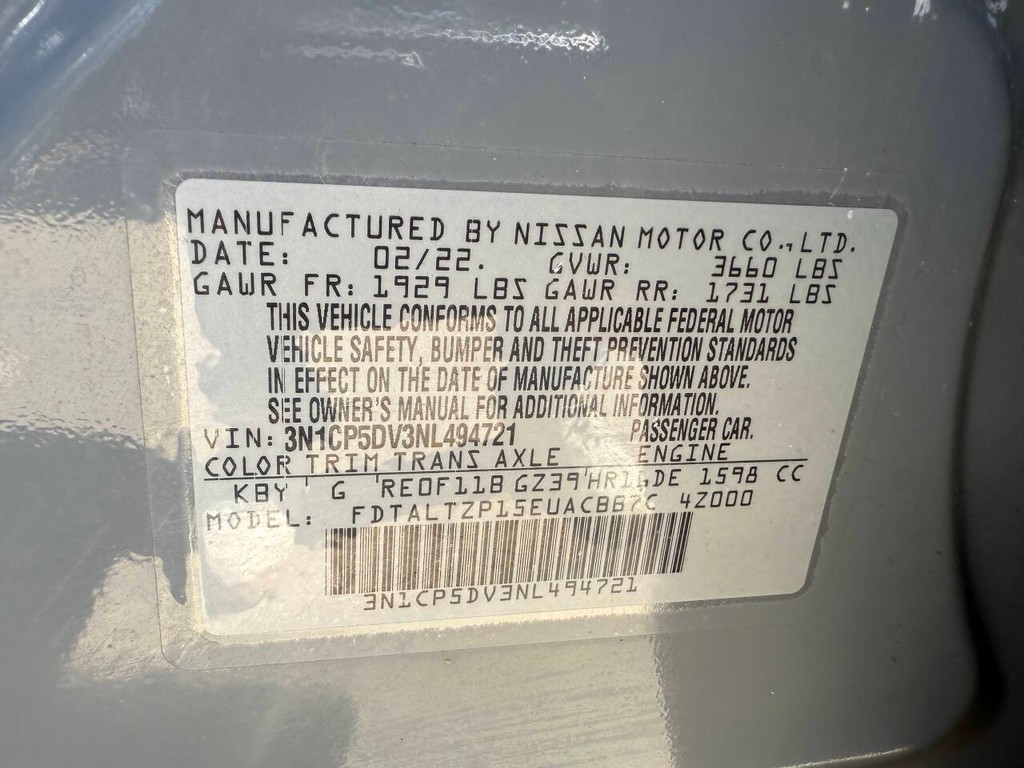 MANUFACTURED BY NISSAN MOTOR CO., LTD.
DATE: 02/22. GVWR: 3660 LBS
GAWR FR: 1929 LBS GAWR RR: 1731 LBS
THIS VEHICLE CONFORMS TO ALL APPLICABLE FEDERAL MOTOR
VEHICLE SAFETY, BUMPER AND THEFT PREVENTION STANDARDS
IN EFFECT ON THE DATE OF MANUFACTURE SHOWN ABOVE.
SEE OWNER'S MANUAL FOR ADDITIONAL INFORMATION.
VIN: 3N1CP5DV3NL494721 PASSENGER CAR.
COLOR TRIM TRANS AXLE ENGINE
KBY G RE0F11B GZ39 HR16DE 1598 CC
MODEL: FDTALTZP15EUACBB7C 4Z000
3N1CP5DV3NL494721